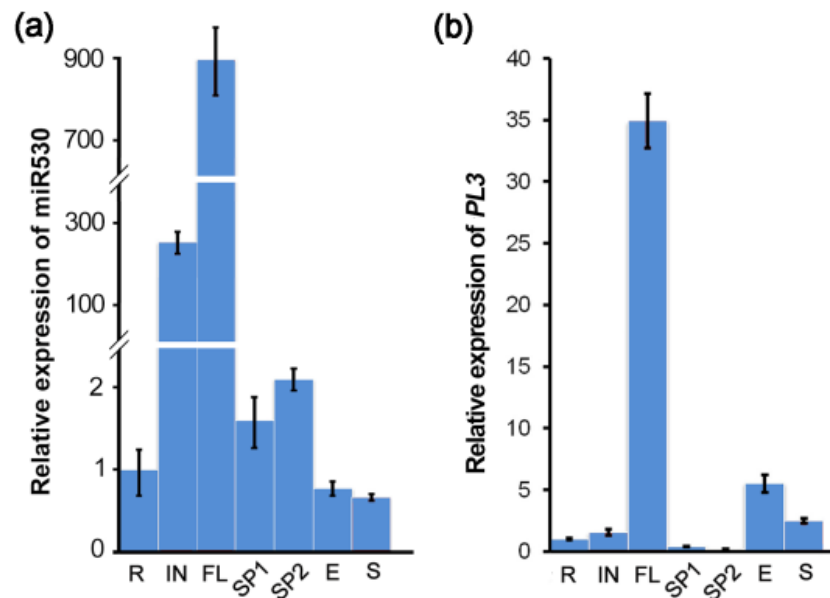 (a)
Relative expression of miR530
900
700
300
100
2
1
0
R IN FL SP1 SP2 E S
(b)
Relative expression of PL3
40
35
30
25
20
15
10
5
0
R IN FL SP1 SP2 E S